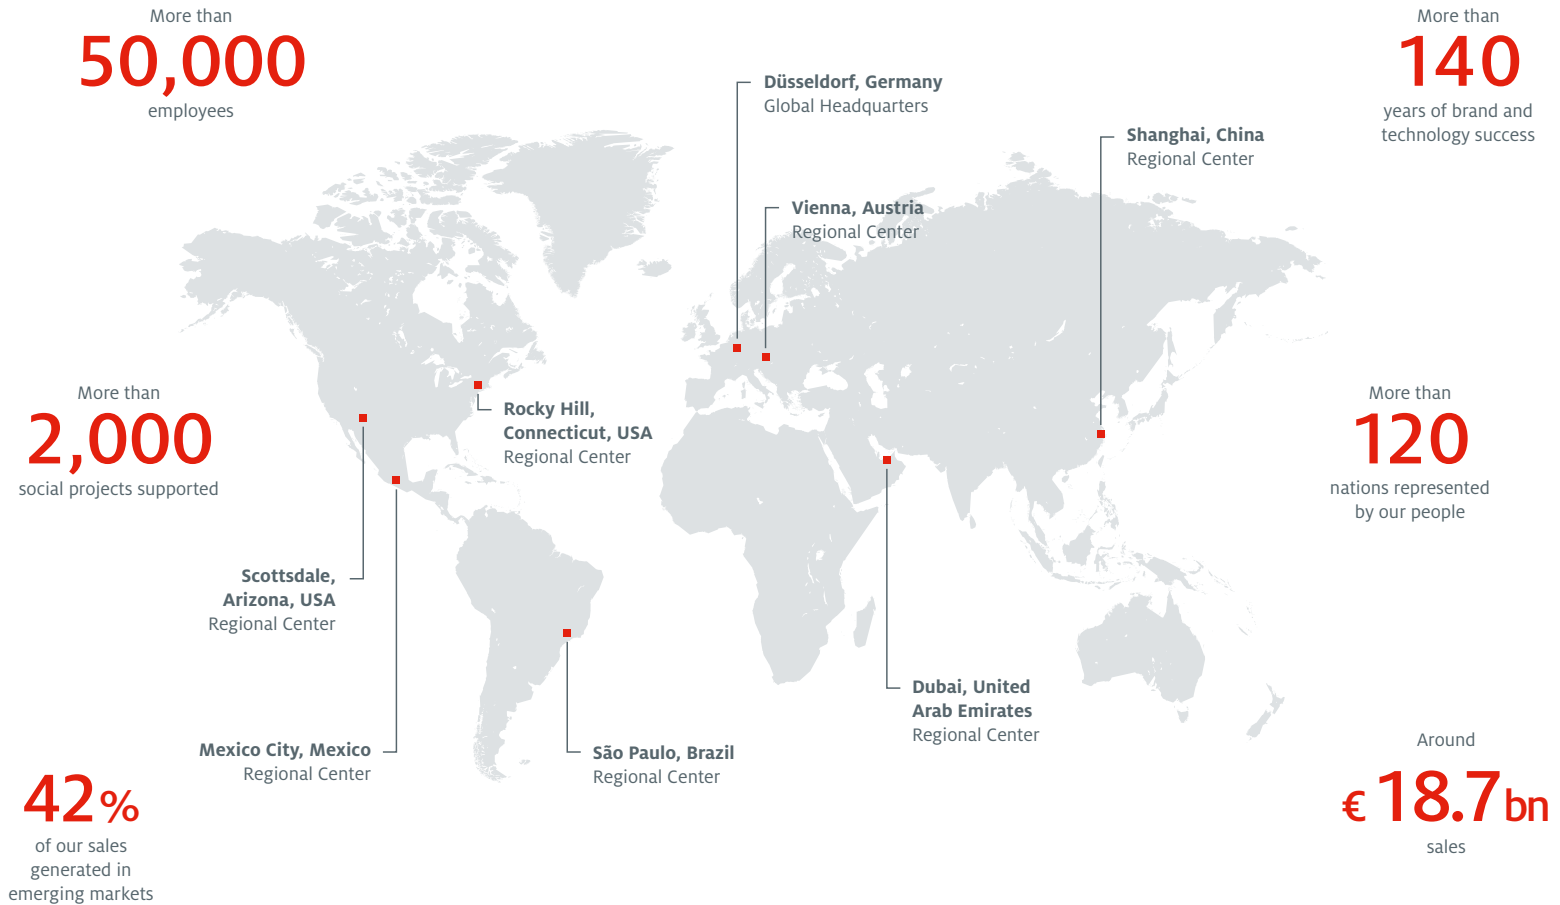 More than
50,000
employees
More than
140
years of brand and
technology success
Düsseldorf, Germany
Global Headquarters
Shanghai, China
Regional Center
Vienna, Austria
Regional Center
More than
2,000
social projects supported
Rocky Hill,
Connecticut, USA
Regional Center
More than
120
nations represented
by our people
Scottsdale,
Arizona, USA
Regional Center
Dubai, United
Arab Emirates
Regional Center
Mexico City, Mexico
Regional Center
São Paulo, Brazil
Regional Center
42%
of our sales
generated in
emerging markets
Around
€ 18.7bn
sales